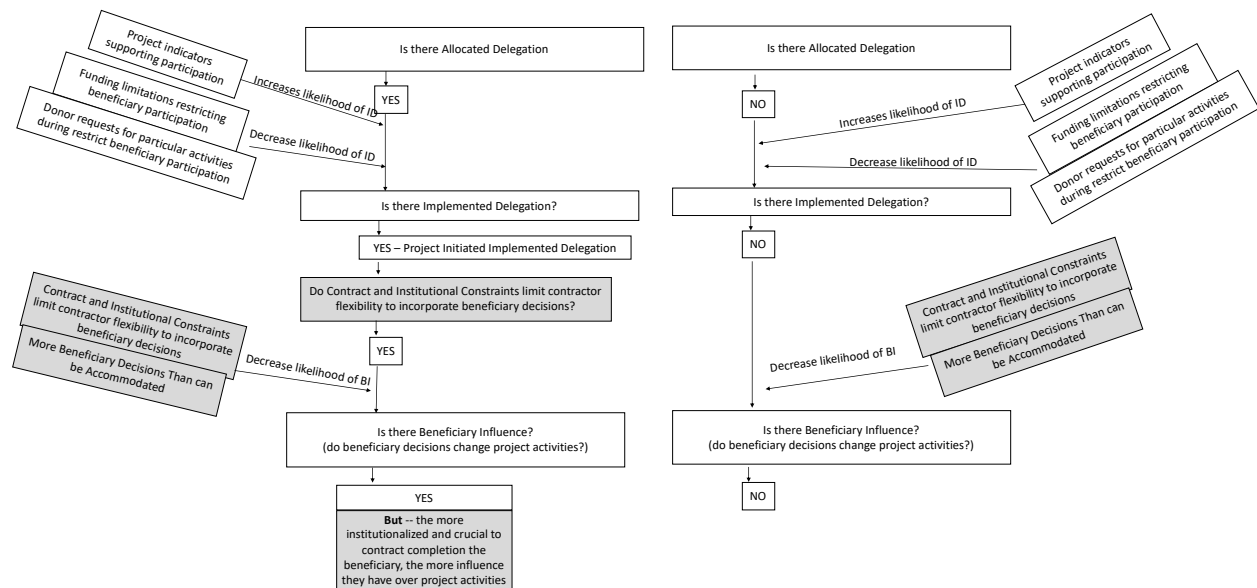 Is there Allocated Delegation
Project indicators
supporting participation
Increases likelihood of ID
YES
Funding limitations restricting
beneficiary participation
Donor requests for particular activities
during restrict beneficiary participation
Decrease likelihood of ID
Is there Implemented Delegation?
YES – Project Initiated Implemented Delegation
Do Contract and Institutional Constraints limit contractor
flexibility to incorporate beneficiary decisions?
YES
Contract and Institutional Constraints
limit contractor flexibility to incorporate
beneficiary decisions
More Beneficiary Decisions Than can
be Accommodated
Decrease likelihood of BI
Is there Beneficiary Influence?
(do beneficiary decisions change project activities?)
YES
But -- the more
institutionalized and crucial to
contract completion the
beneficiary, the more influence
they have over project activities
Is there Allocated Delegation
NO
Project indicators
supporting participation
Increases likelihood of ID
Funding limitations restricting
beneficiary participation
Decrease likelihood of ID
Donor requests for particular activities
during restrict beneficiary participation
Is there Implemented Delegation?
NO
Contract and Institutional Constraints
limit contractor flexibility to incorporate
beneficiary decisions
More Beneficiary Decisions Than can
be Accommodated
Decrease likelihood of BI
Is there Beneficiary Influence?
(do beneficiary decisions change project activities?)
NO